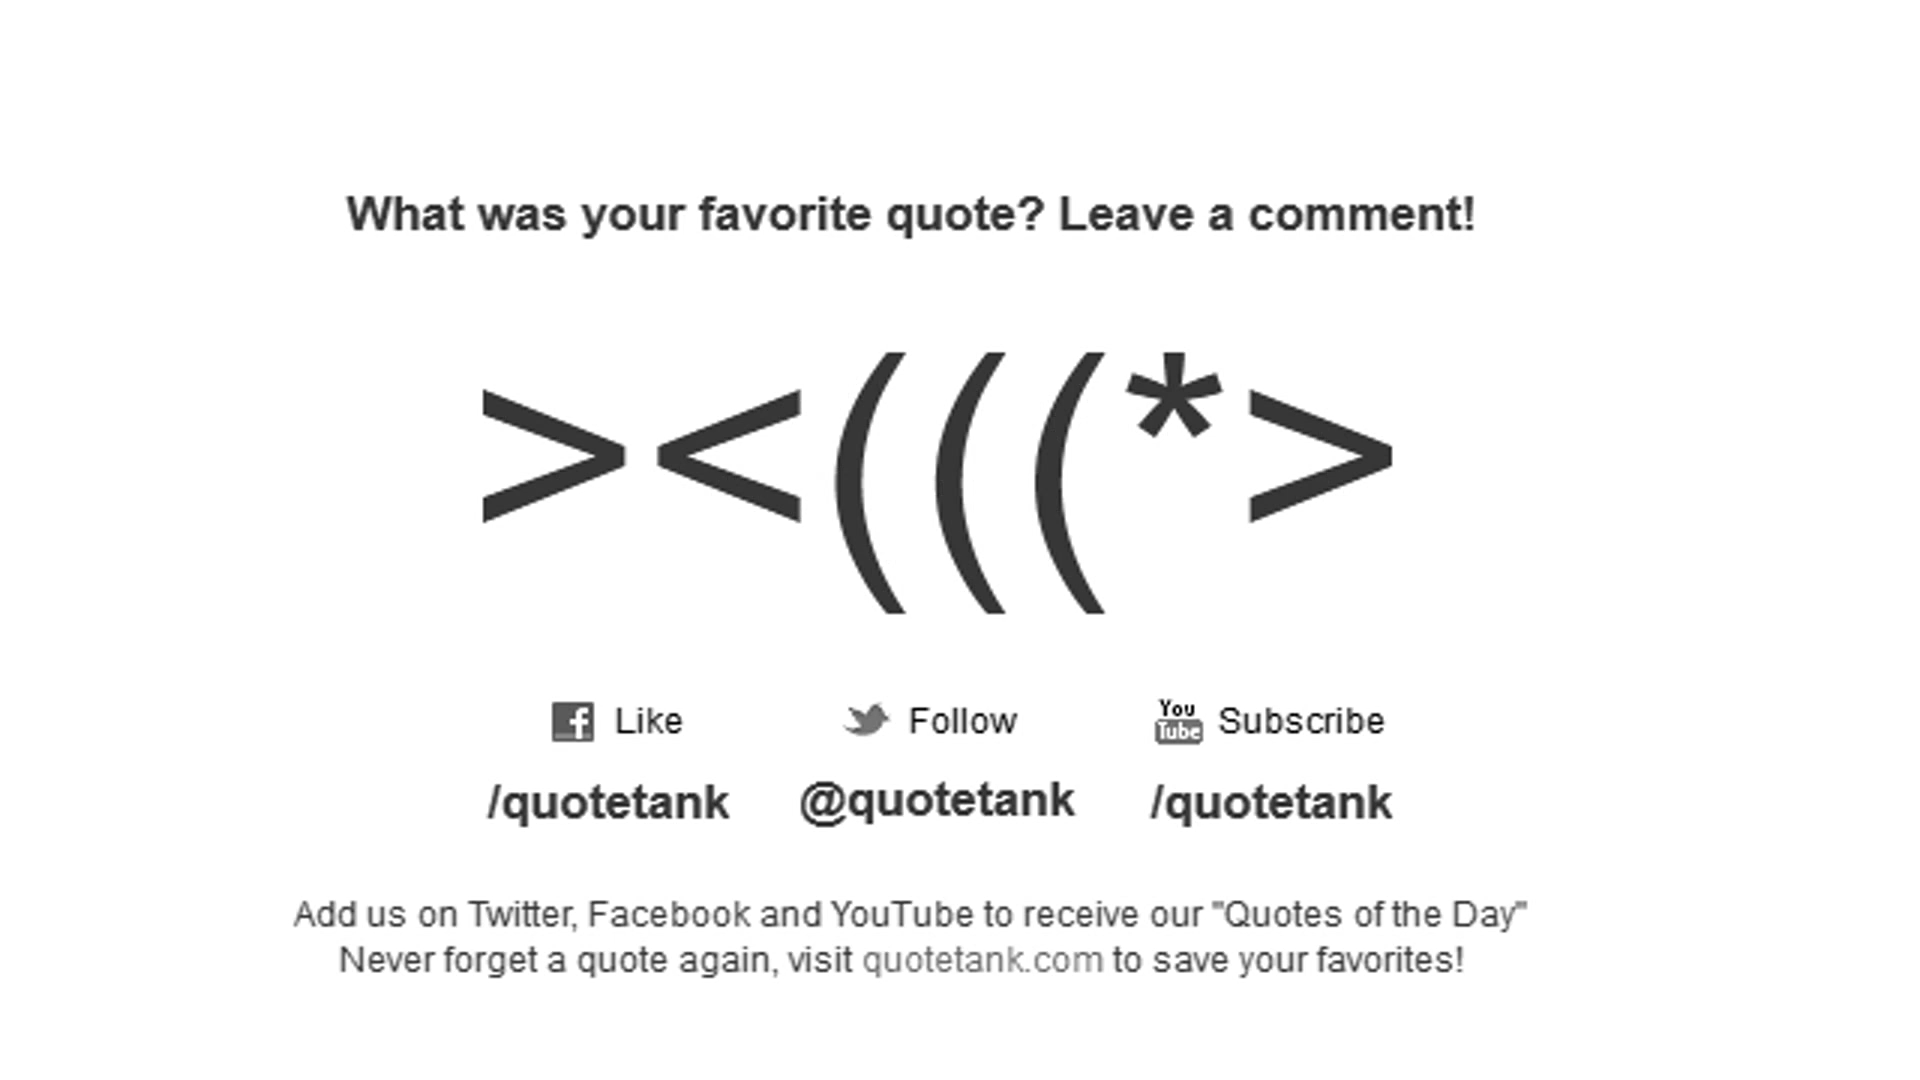 What was your favorite quote? Leave a comment!
><(((*>
f Like Follow You Tube Subscribe
/quotetank @quotetank /quotetank
Add us on Twitter, Facebook and YouTube to receive our "Quotes of the Day"
Never forget a quote again, visit quotetank.com to save your favorites!